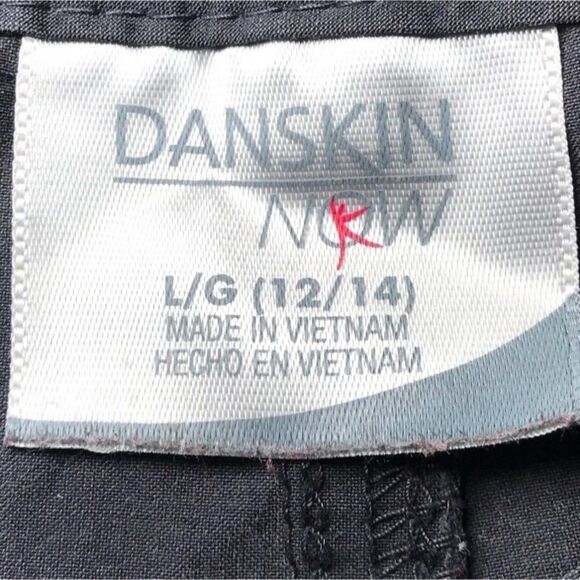 DANSKIN
NOW
L/G (12/14)
MADE IN VIETNAM
HECHO EN VIETNAM